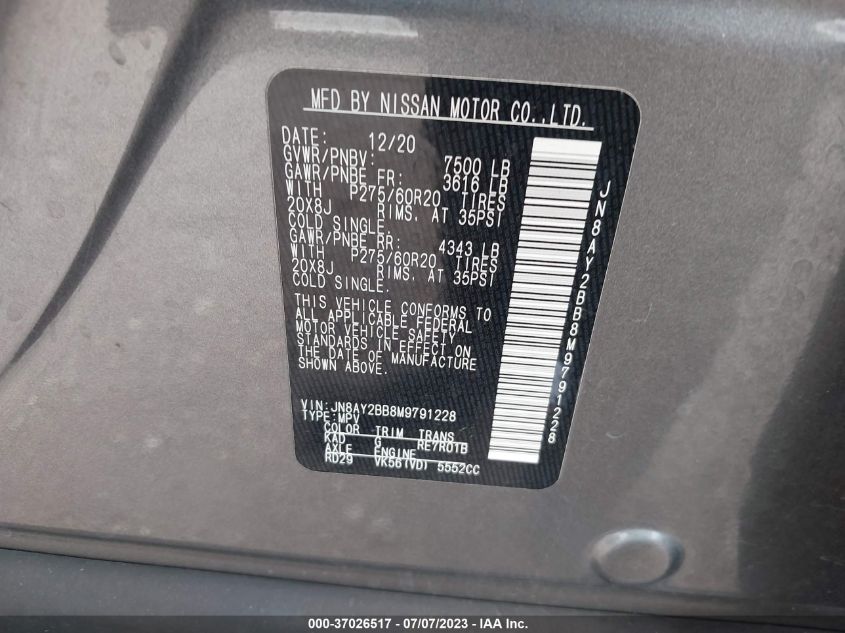 MFD BY NISSAN MOTOR CO.,LTD.
DATE: 12/20
GVWR/PNBV: 7500 LB
GAWR/PNBE FR: 3616 LB
WITH P275/60R20 TIRES
20X8J RIMS. AT 35PSI
COLD SINGLE.
GAWR/PNBE RR: 4343 LB
WITH P275/60R20 TIRES
20X8J RIMS. AT 35PSI
COLD SINGLE.
THIS VEHICLE CONFORMS TO
ALL APPLICABLE FEDERAL
MOTOR VEHICLE SAFETY
STANDARDS IN EFFECT ON
THE DATE OF MANUFACTURE
SHOWN ABOVE.
VIN:JN8AY2BB8M9791228
TYPE:MPV
COLOR TRIM TRANS
KAD G RE7R01B
AXLE ENGINE
RD29 VK56(VD) 5552CC
JN8AY2BB8M9791228
000-37026517 - 07/07/2023 - © IAA Inc.